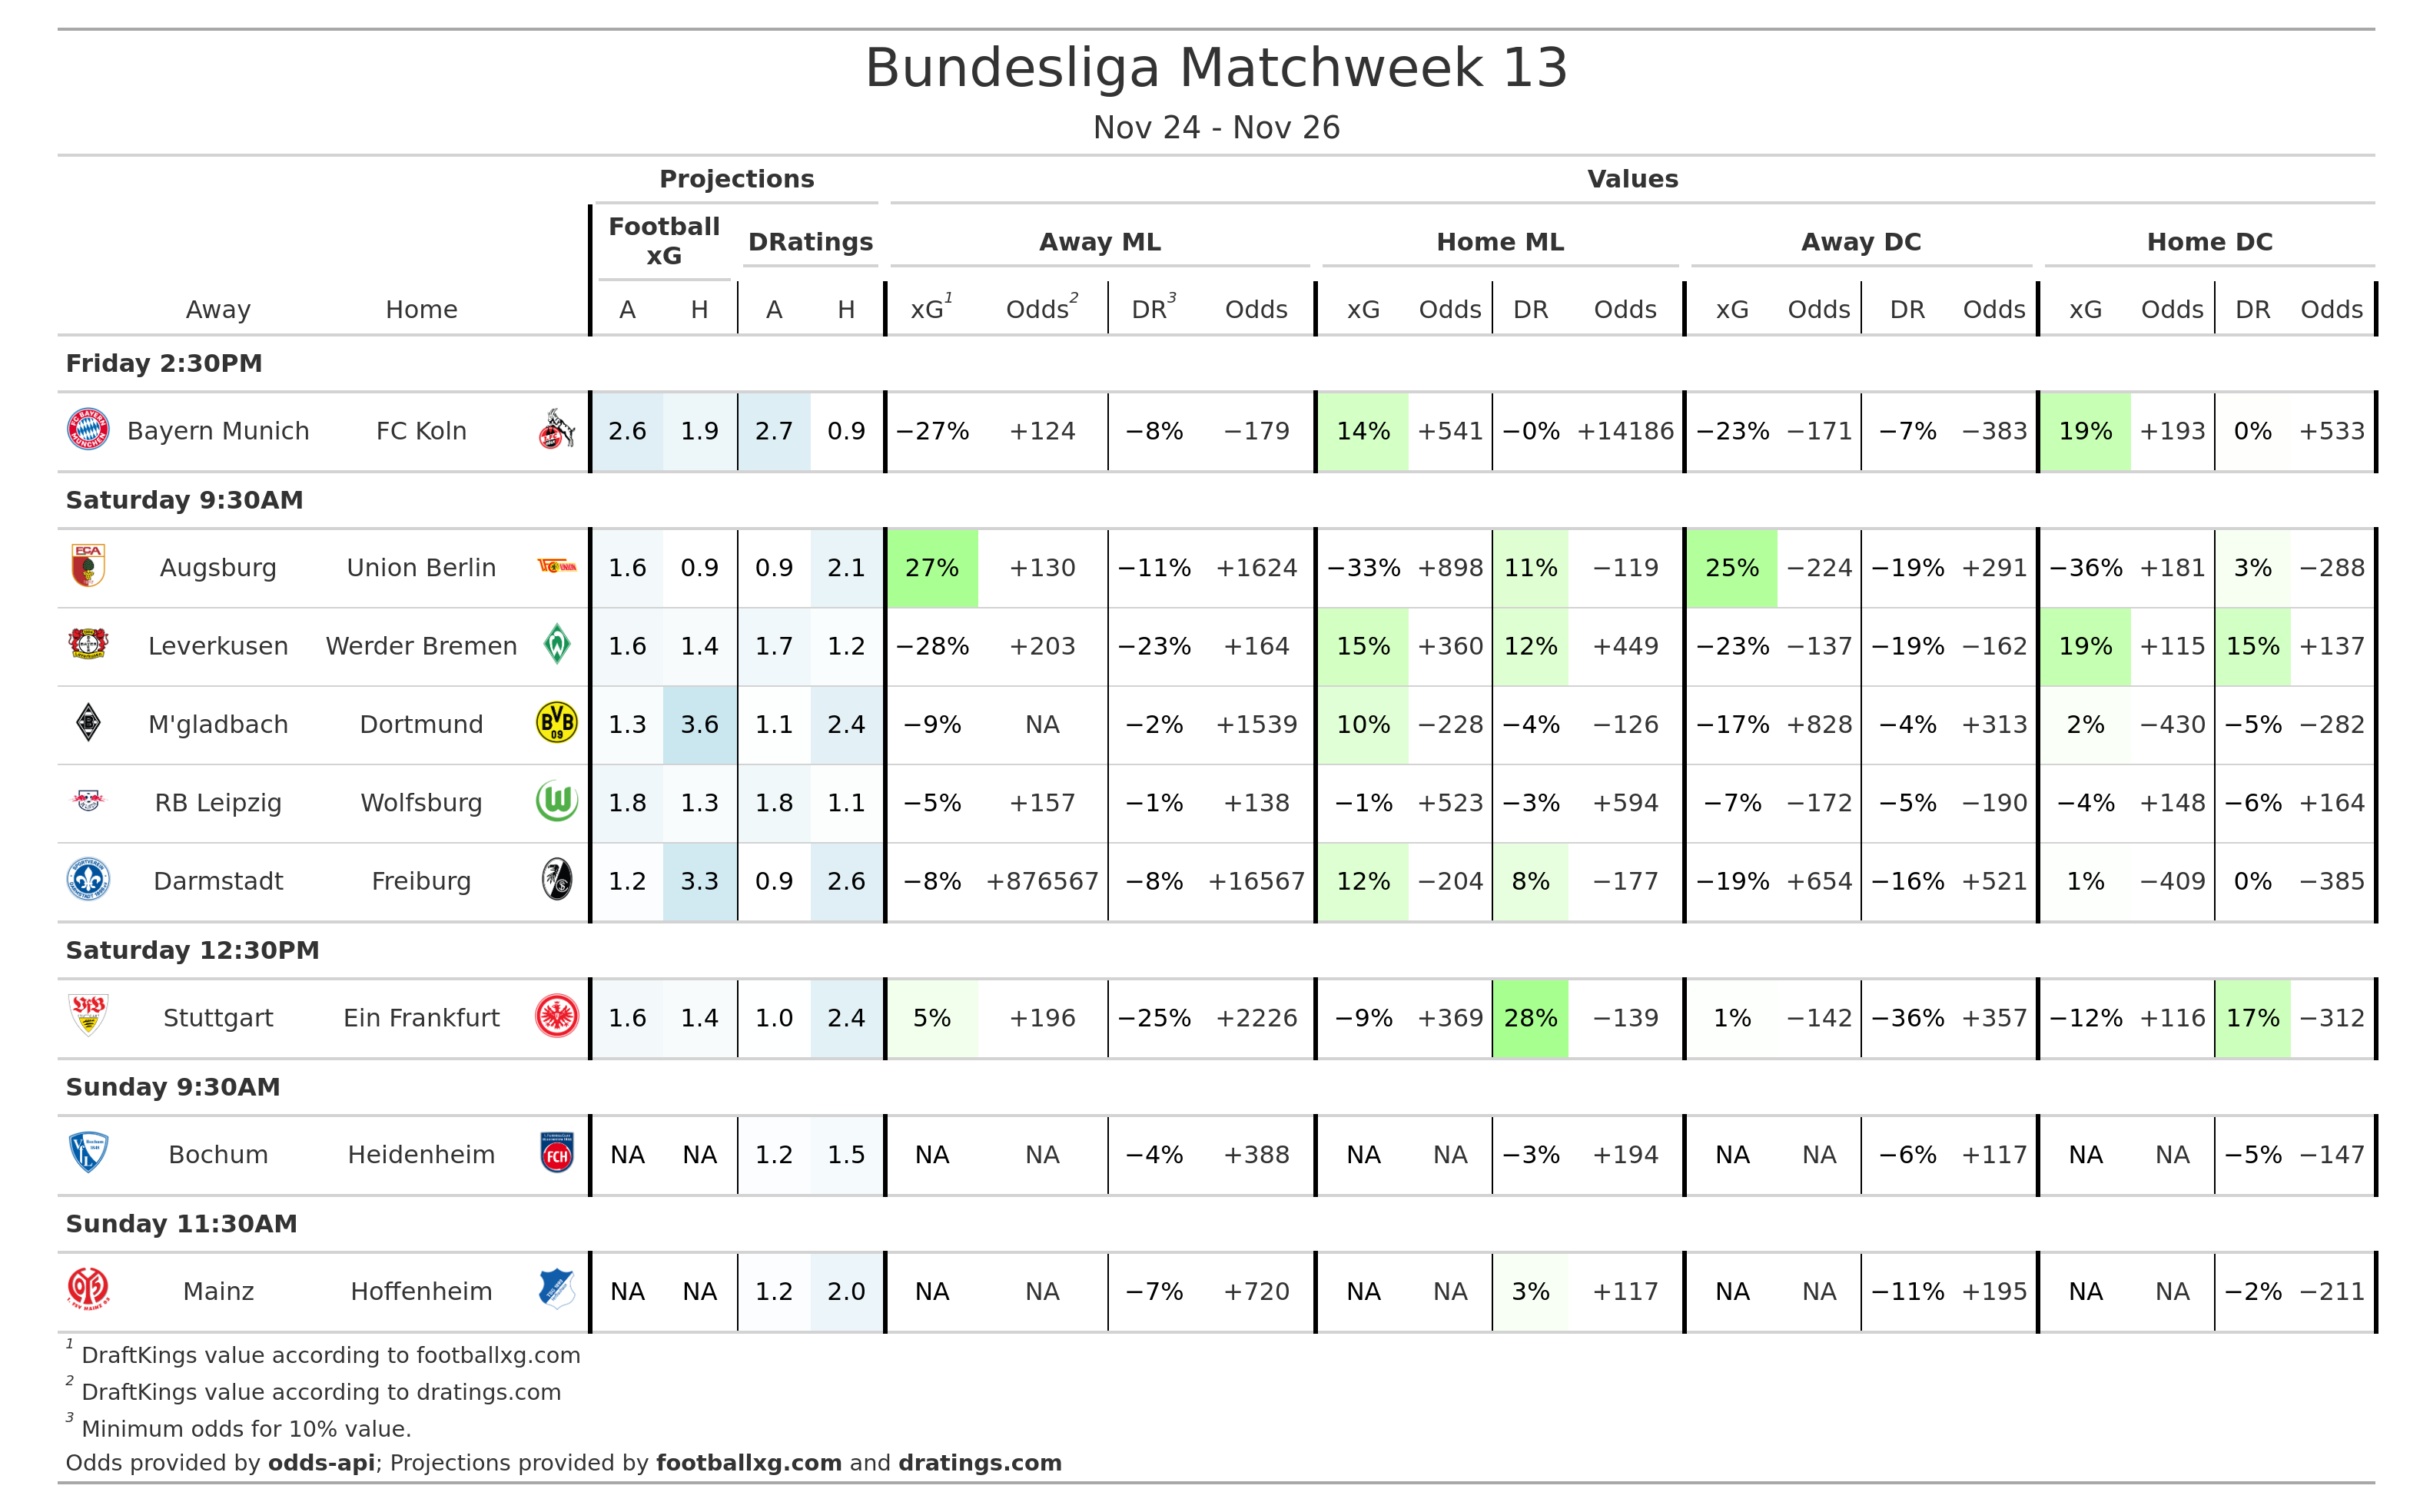 Bundesliga Matchweek 13
Nov 24 - Nov 26
Projections Values
Football xG DRatings Away ML Home ML Away DC Home DC
Away Home A H A H xG1 Odds2 DR3 Odds xG Odds DR Odds xG Odds DR Odds xG Odds DR Odds
Friday 2:30PM
Bayern Munich FC Koln 2.6 1.9 2.7 0.9 −27% +124 −8% −179 14% +541 −0% +14186 −23% −171 −7% −383 19% +193 0% +533
Saturday 9:30AM
Augsburg Union Berlin 1.6 0.9 0.9 2.1 27% +130 −11% +1624 −33% +898 11% −119 25% −224 −19% +291 −36% +181 3% −288
Leverkusen Werder Bremen 1.6 1.4 1.7 1.2 −28% +203 −23% +164 15% +360 12% +449 −23% −137 −19% −162 19% +115 15% +137
M'gladbach Dortmund 1.3 3.6 1.1 2.4 −9% NA −2% +1539 10% −228 −4% −126 −17% +828 −4% +313 2% −430 −5% −282
RB Leipzig Wolfsburg 1.8 1.3 1.8 1.1 −5% +157 −1% +138 −1% +523 −3% +594 −7% −172 −5% −190 −4% +148 −6% +164
Darmstadt Freiburg 1.2 3.3 0.9 2.6 −8% +876567 −8% +16567 12% −204 8% −177 −19% +654 −16% +521 1% −409 0% −385
Saturday 12:30PM
Stuttgart Ein Frankfurt 1.6 1.4 1.0 2.4 5% +196 −25% +2226 −9% +369 28% −139 1% −142 −36% +357 −12% +116 17% −312
Sunday 9:30AM
Bochum Heidenheim NA NA 1.2 1.5 NA NA −4% +388 NA NA −3% +194 NA NA −6% +117 NA NA −5% −147
Sunday 11:30AM
Mainz Hoffenheim NA NA 1.2 2.0 NA NA −7% +720 NA NA 3% +117 NA NA −11% +195 NA NA −2% −211
1 DraftKings value according to footballxg.com
2 DraftKings value according to dratings.com
3 Minimum odds for 10% value.
Odds provided by odds-api; Projections provided by footballxg.com and dratings.com